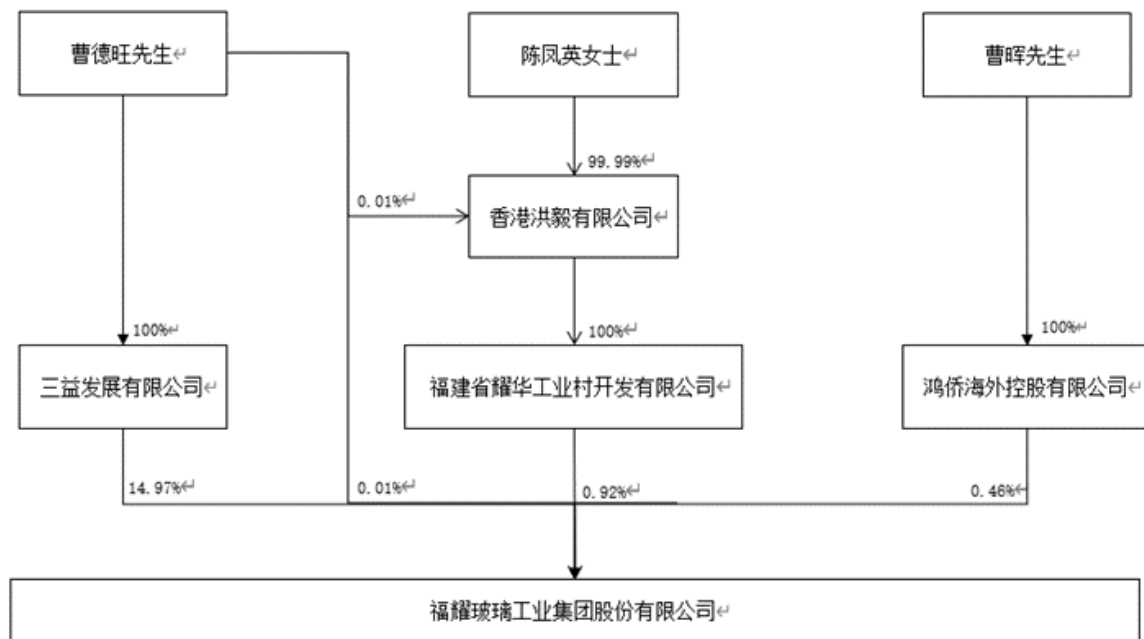 曹德旺先生↵
陈凤英女士↵
曹晖先生↵
99.99%↵
0.01%↵
香港洪毅有限公司↵
100%↵
100%↵
100%↵
三益发展有限公司↵
福建省耀华工业村开发有限公司↵
鸿侨海外控股有限公司↵
14.97%↵
0.01%↵
0.92%↵
0.46%↵
福耀玻璃工业集团股份有限公司↵